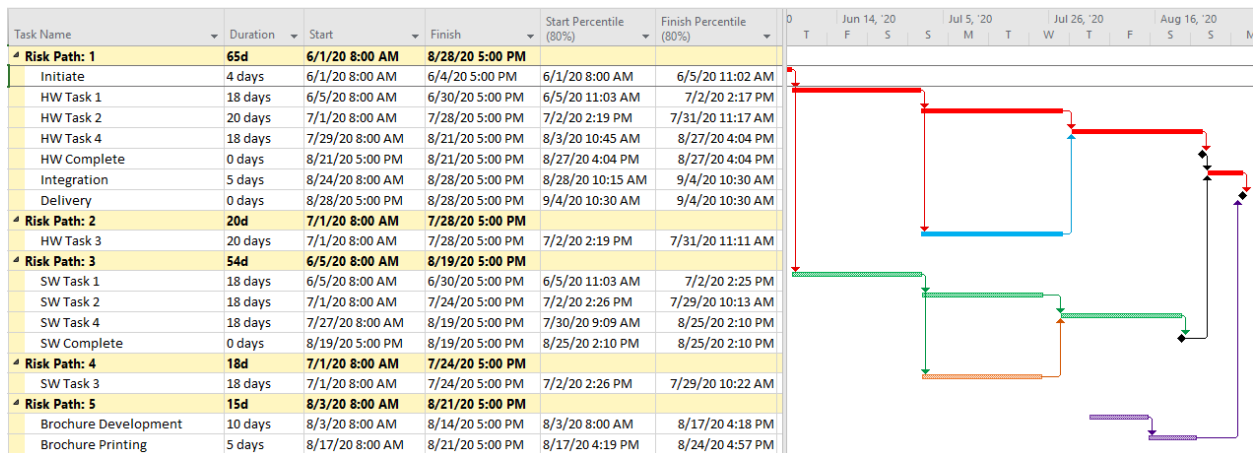 Task Name Duration Start Finish Start Percentile (80%) Finish Percentile (80%)
0 Jun 14, '20 Jul 5, '20 Jul 26, '20 Aug 16, '20
T F S S M T W T F S S M
Risk Path: 1 65d 6/1/20 8:00 AM 8/28/20 5:00 PM
Initiate 4 days 6/1/20 8:00 AM 6/4/20 5:00 PM 6/1/20 8:00 AM 6/5/20 11:02 AM
HW Task 1 18 days 6/5/20 8:00 AM 6/30/20 5:00 PM 6/5/20 11:03 AM 7/2/20 2:17 PM
HW Task 2 20 days 7/1/20 8:00 AM 7/28/20 5:00 PM 7/2/20 2:19 PM 7/31/20 11:17 AM
HW Task 4 18 days 7/29/20 8:00 AM 8/21/20 5:00 PM 8/3/20 10:45 AM 8/27/20 4:04 PM
HW Complete 0 days 8/21/20 5:00 PM 8/21/20 5:00 PM 8/27/20 4:04 PM 8/27/20 4:04 PM
Integration 5 days 8/24/20 8:00 AM 8/28/20 5:00 PM 8/28/20 10:15 AM 9/4/20 10:30 AM
Delivery 0 days 8/28/20 5:00 PM 8/28/20 5:00 PM 9/4/20 10:30 AM 9/4/20 10:30 AM
Risk Path: 2 20d 7/1/20 8:00 AM 7/28/20 5:00 PM
HW Task 3 20 days 7/1/20 8:00 AM 7/28/20 5:00 PM 7/2/20 2:19 PM 7/31/20 11:11 AM
Risk Path: 3 54d 6/5/20 8:00 AM 8/19/20 5:00 PM
SW Task 1 18 days 6/5/20 8:00 AM 6/30/20 5:00 PM 6/5/20 11:03 AM 7/2/20 2:25 PM
SW Task 2 18 days 7/1/20 8:00 AM 7/24/20 5:00 PM 7/2/20 2:26 PM 7/29/20 10:13 AM
SW Task 4 18 days 7/27/20 8:00 AM 8/19/20 5:00 PM 7/30/20 9:09 AM 8/25/20 2:10 PM
SW Complete 0 days 8/19/20 5:00 PM 8/19/20 5:00 PM 8/25/20 2:10 PM 8/25/20 2:10 PM
Risk Path: 4 18d 7/1/20 8:00 AM 7/24/20 5:00 PM
SW Task 3 18 days 7/1/20 8:00 AM 7/24/20 5:00 PM 7/2/20 2:26 PM 7/29/20 10:22 AM
Risk Path: 5 15d 8/3/20 8:00 AM 8/21/20 5:00 PM
Brochure Development 10 days 8/3/20 8:00 AM 8/14/20 5:00 PM 8/3/20 8:00 AM 8/17/20 4:18 PM
Brochure Printing 5 days 8/17/20 8:00 AM 8/21/20 5:00 PM 8/17/20 4:19 PM 8/24/20 4:57 PM